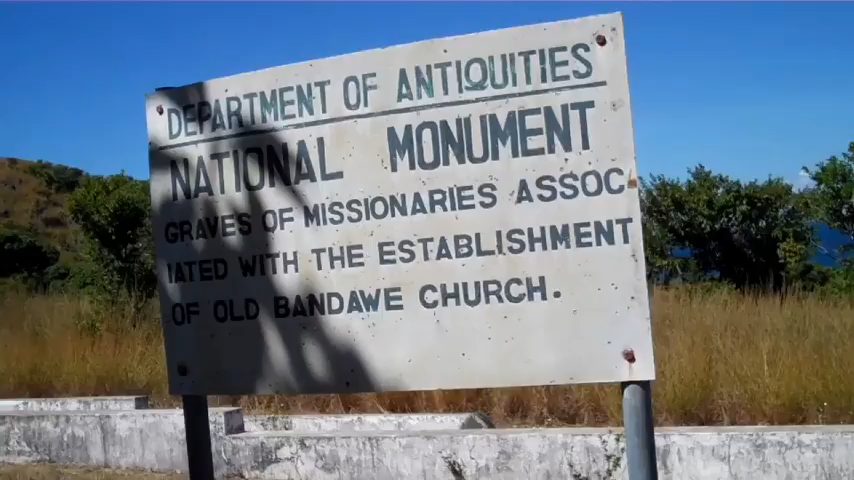 DEPARTMENT OF ANTIQUITIES
NATIONAL MONUMENT
GRAVES OF MISSIONARIES ASSOC-
IATED WITH THE ESTABLISHMENT
OF OLD BANDAWE CHURCH.